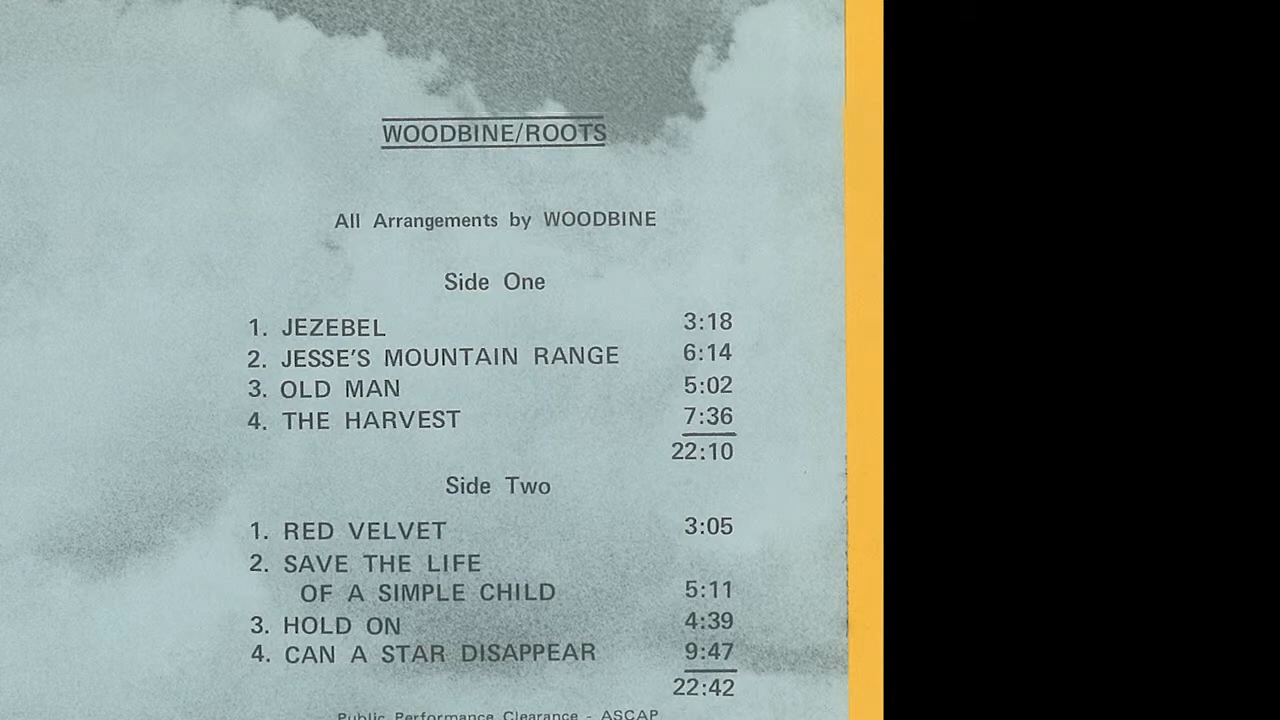 WOODBINE/ROOTS
All Arrangements by WOODBINE
Side One
1. JEZEBEL 3:18
2. JESSE'S MOUNTAIN RANGE 6:14
3. OLD MAN 5:02
4. THE HARVEST 7:36
22:10
Side Two
1. RED VELVET 3:05
2. SAVE THE LIFE
OF A SIMPLE CHILD 5:11
3. HOLD ON 4:39
4. CAN A STAR DISAPPEAR 9:47
22:42
Public Performance Clearance - ASCAP